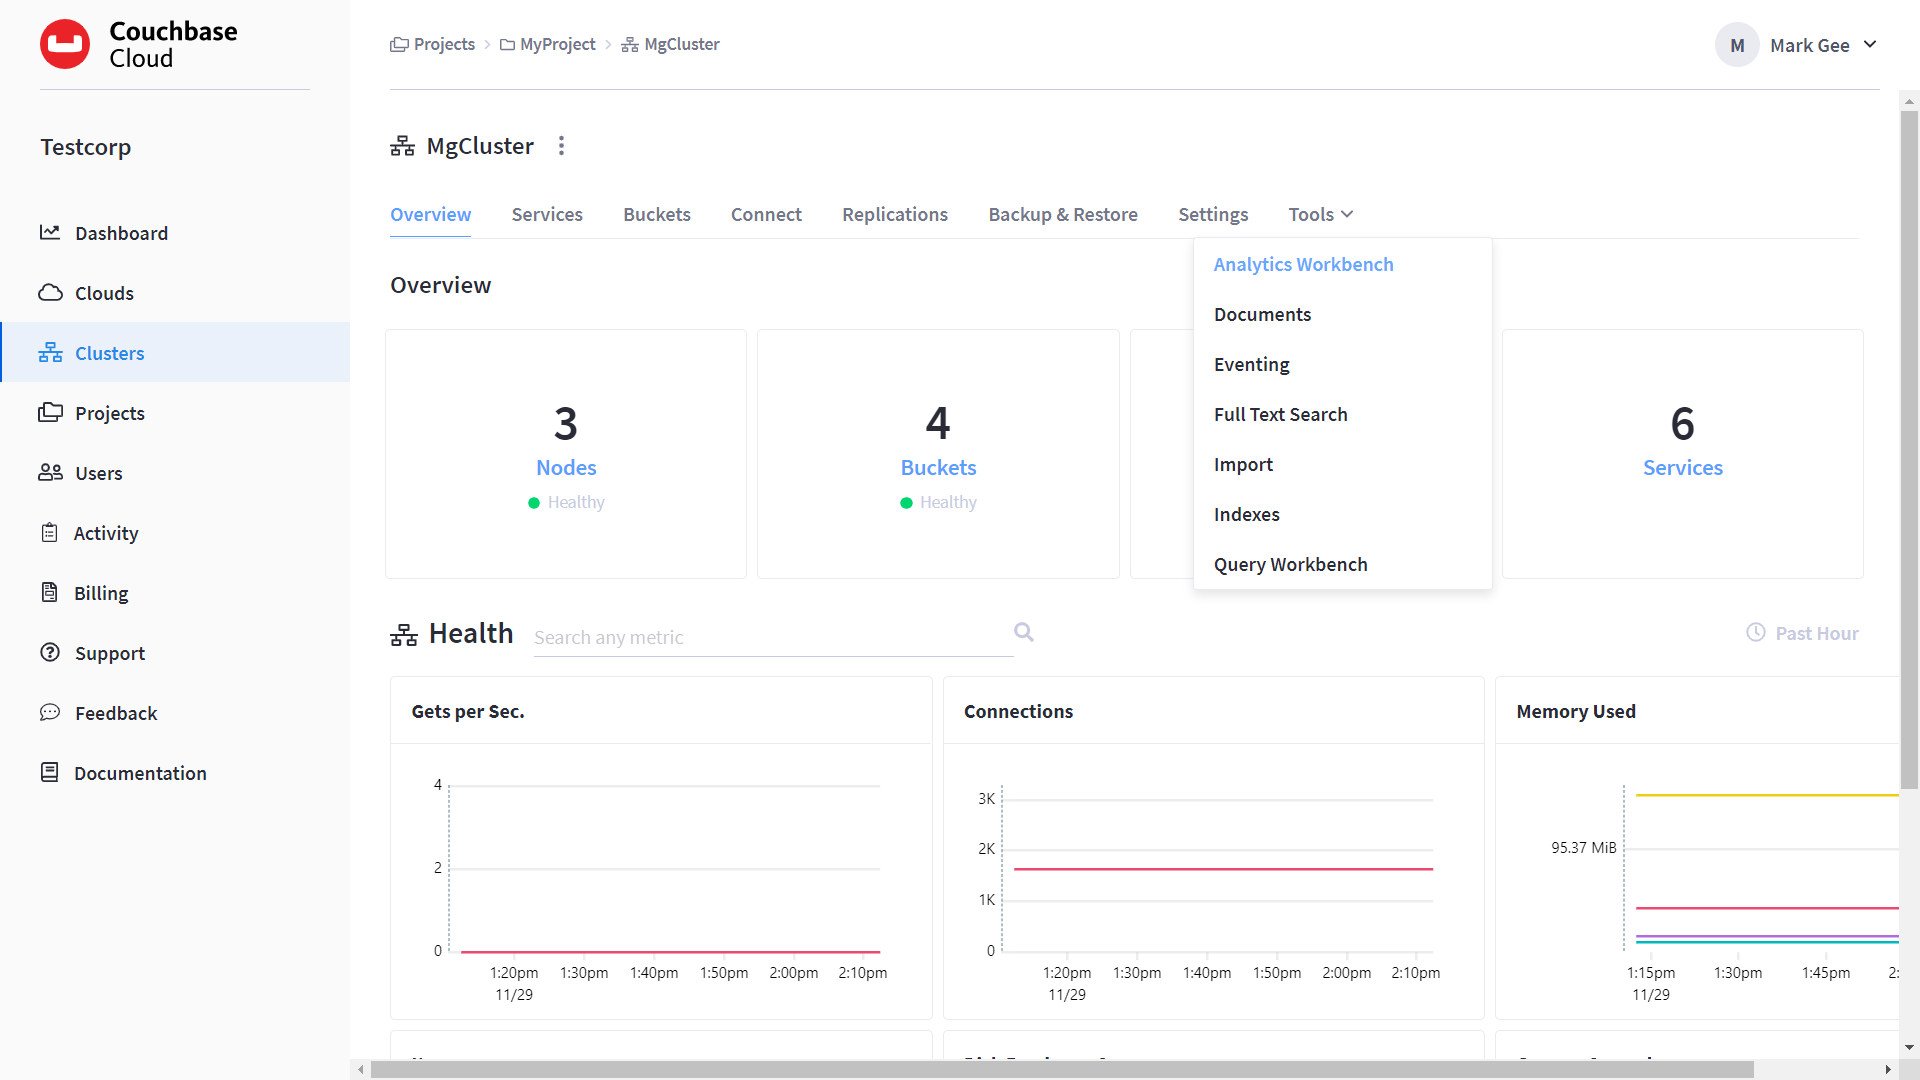 Couchbase
Cloud
Projects
MyProject
MgCluster
M
Mark Gee
Testcorp
Dashboard
Clouds
Clusters
Projects
Users
Activity
Billing
Support
Feedback
Documentation
MgCluster
Overview
Services
Buckets
Connect
Replications
Backup & Restore
Settings
Tools
Analytics Workbench
Documents
Eventing
Full Text Search
Import
Indexes
Query Workbench
Overview
3
Nodes
Healthy
4
Buckets
Healthy
6
Services
Health
Search any metric
Past Hour
Gets per Sec.
4
2
0
1:20pm 1:30pm 1:40pm 1:50pm 2:00pm 2:10pm
11/29
Connections
3K
2K
1K
0
1:20pm 1:30pm 1:40pm 1:50pm 2:00pm 2:10pm
11/29
Memory Used
95.37 MiB
1:15pm 1:30pm 1:45pm 2:
11/29